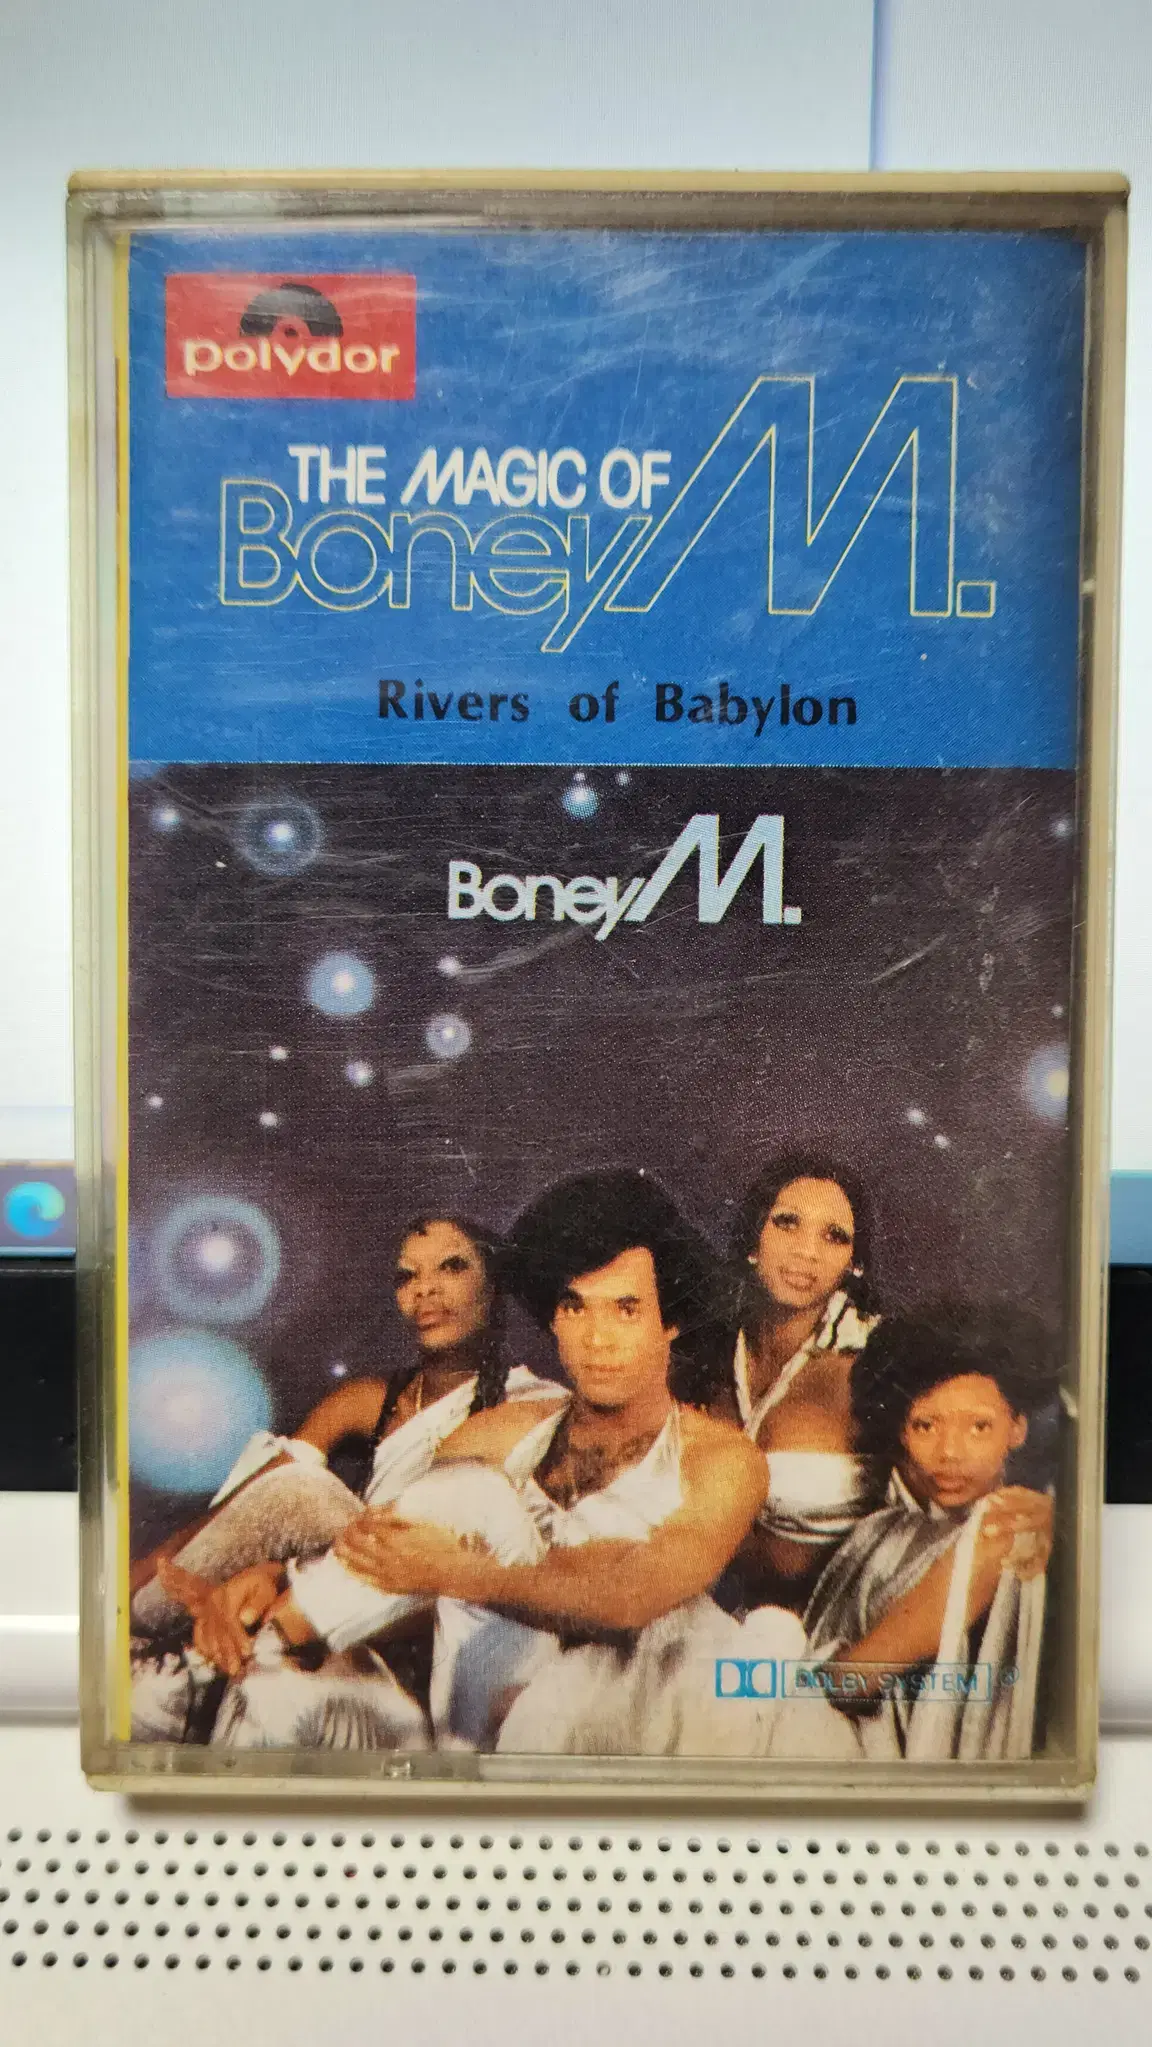 polydor
THE MAGIC OF
Boney M.
Rivers of Babylon
Boney M.
DOLBY SYSTEM ®